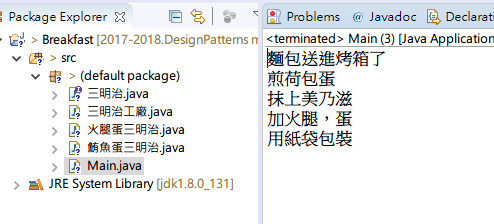 Package Explorer
Breakfast [2017-2018.DesignPatterns m
> src
> (default package)
> 三明治.java
> 三明治工廠.java
> 火腿蛋三明治.java
> 鮪魚蛋三明治.java
> Main.java
JRE System Library [jdk1.8.0_131]
Problems @ Javadoc Declarati
<terminated> Main (3) [Java Application
麵包送進烤箱了
煎荷包蛋
抹上美乃滋
加火腿，蛋
用紙袋包裝